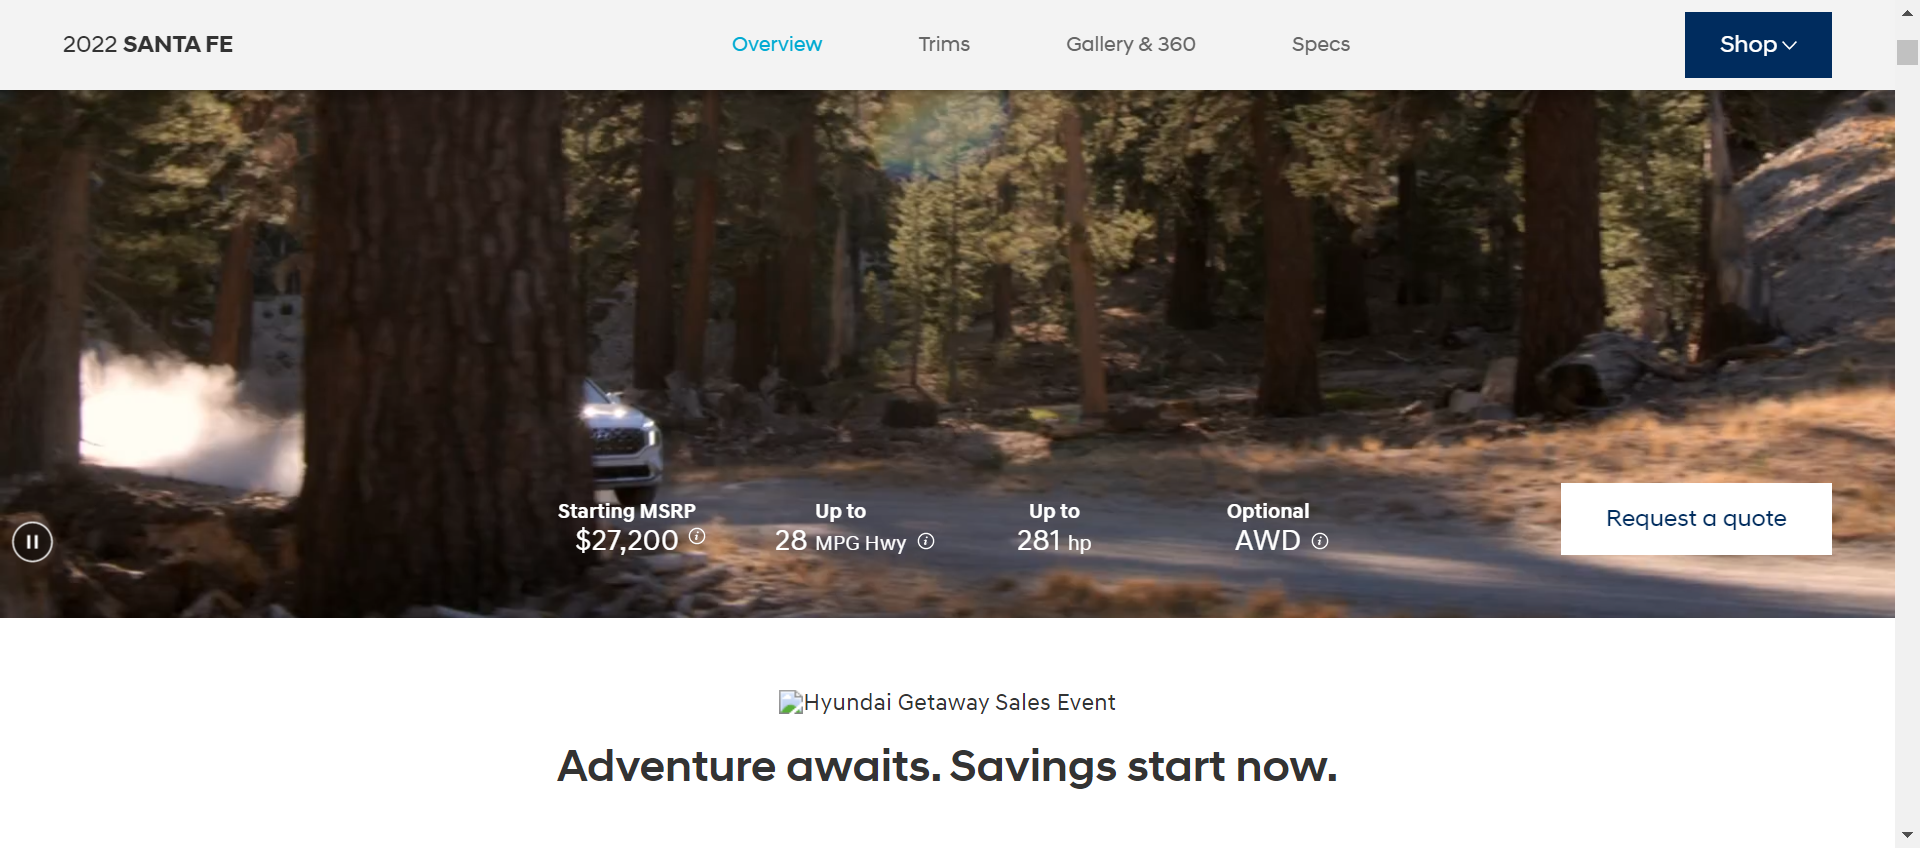 2022 SANTA FE
Overview
Trims
Gallery & 360
Specs
Shop
Starting MSRP
$27,200
Up to
28 MPG Hwy
Up to
281 hp
Optional
AWD
Request a quote
Hyundai Getaway Sales Event
Adventure awaits. Savings start now.